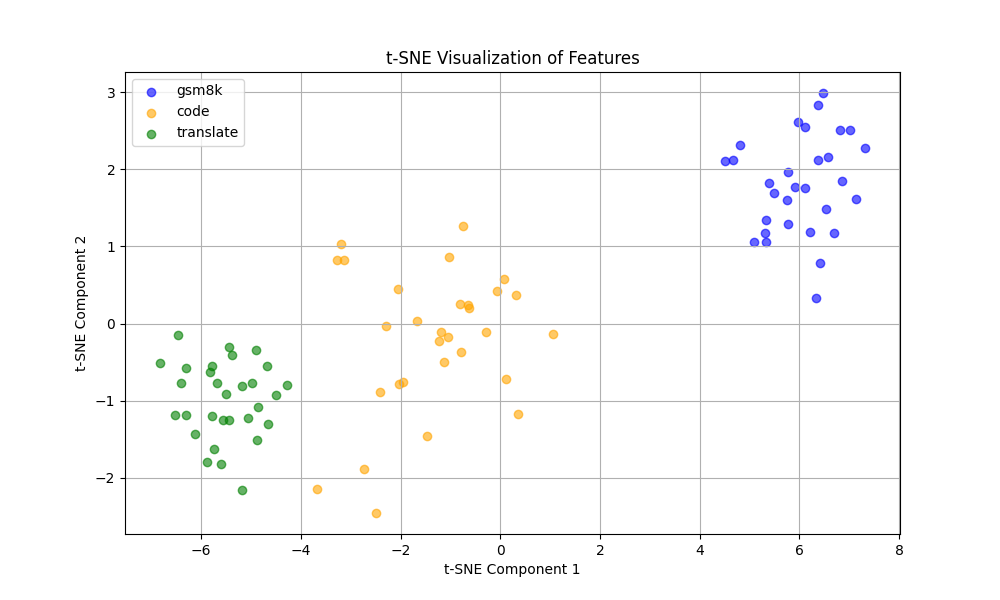 t-SNE Visualization of Features
gsm8k
code
translate
3
2
1
0
−1
−2
t-SNE Component 2
−6
−4
−2
0
2
4
6
8
t-SNE Component 1